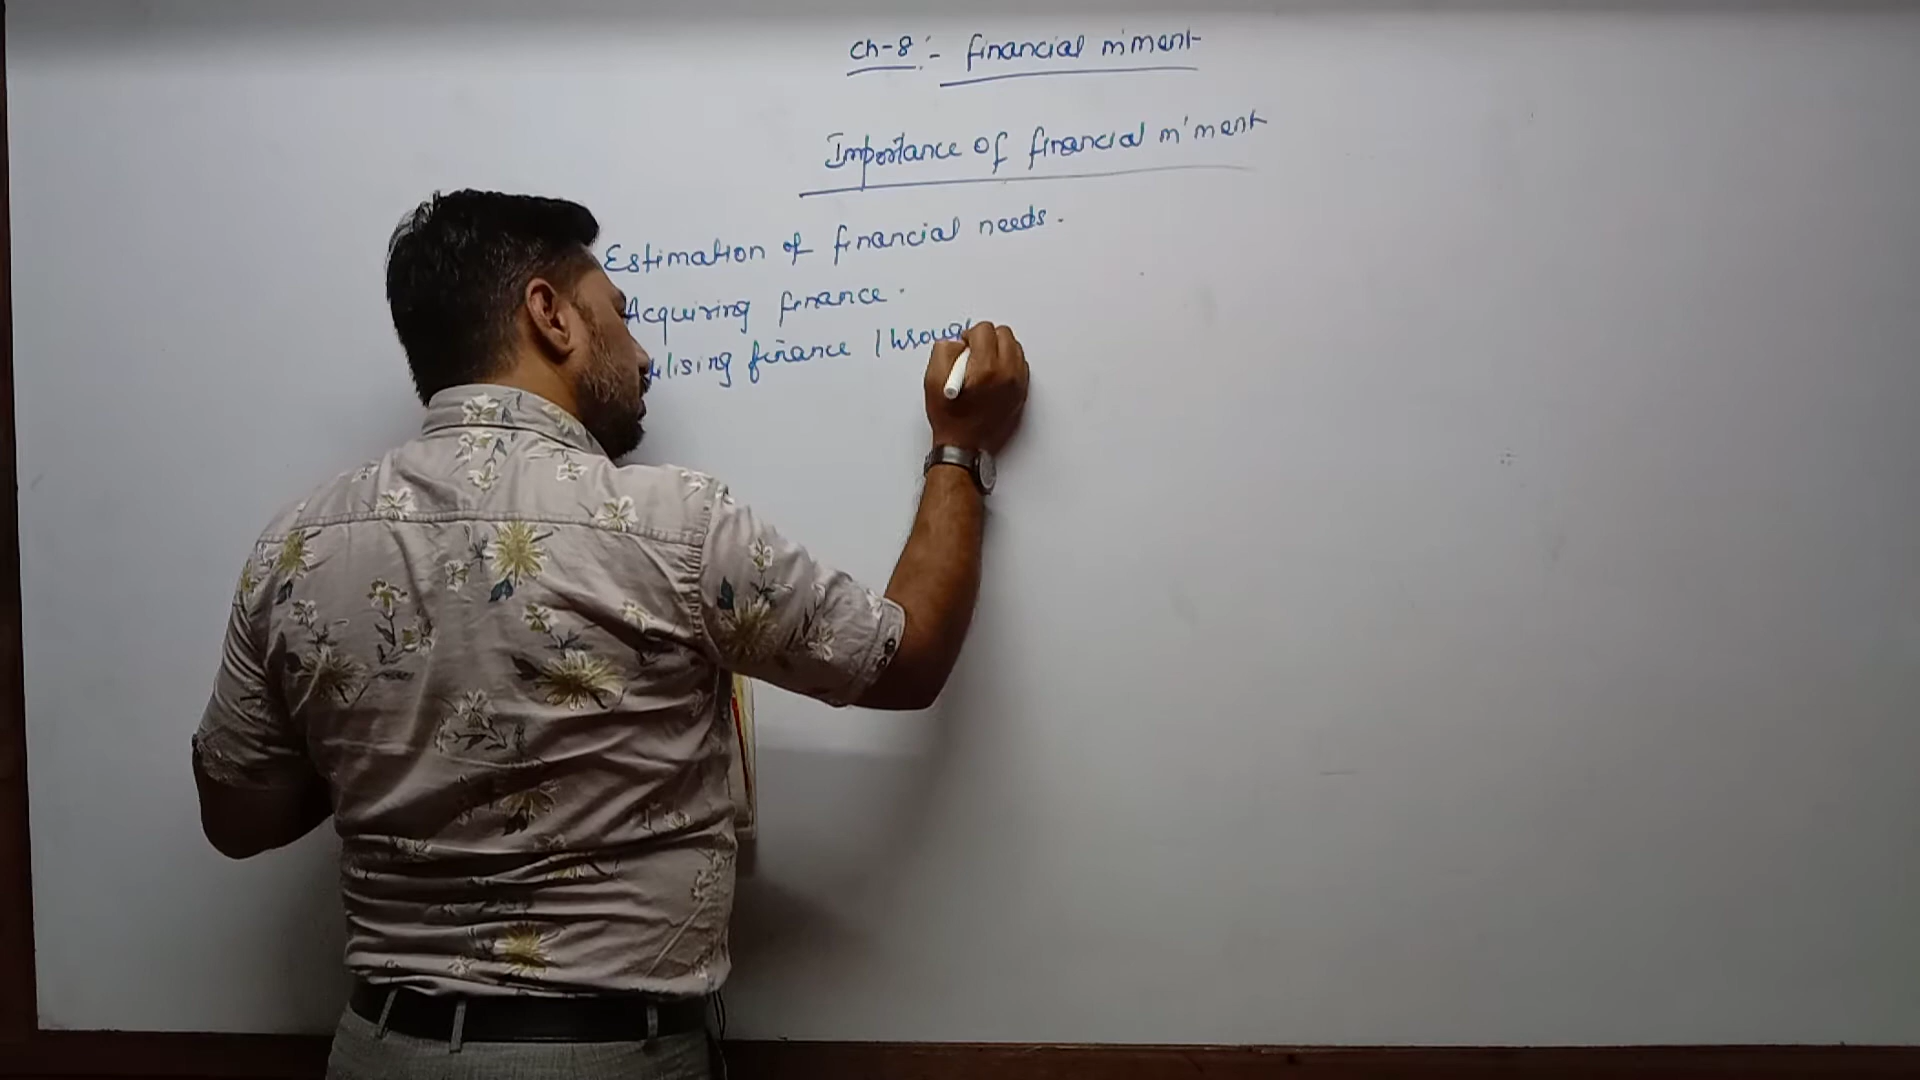 Ch-8:- financial m'ment
Importance of financial m'ment
Estimation of financial needs.
Acquiring finance.
finance